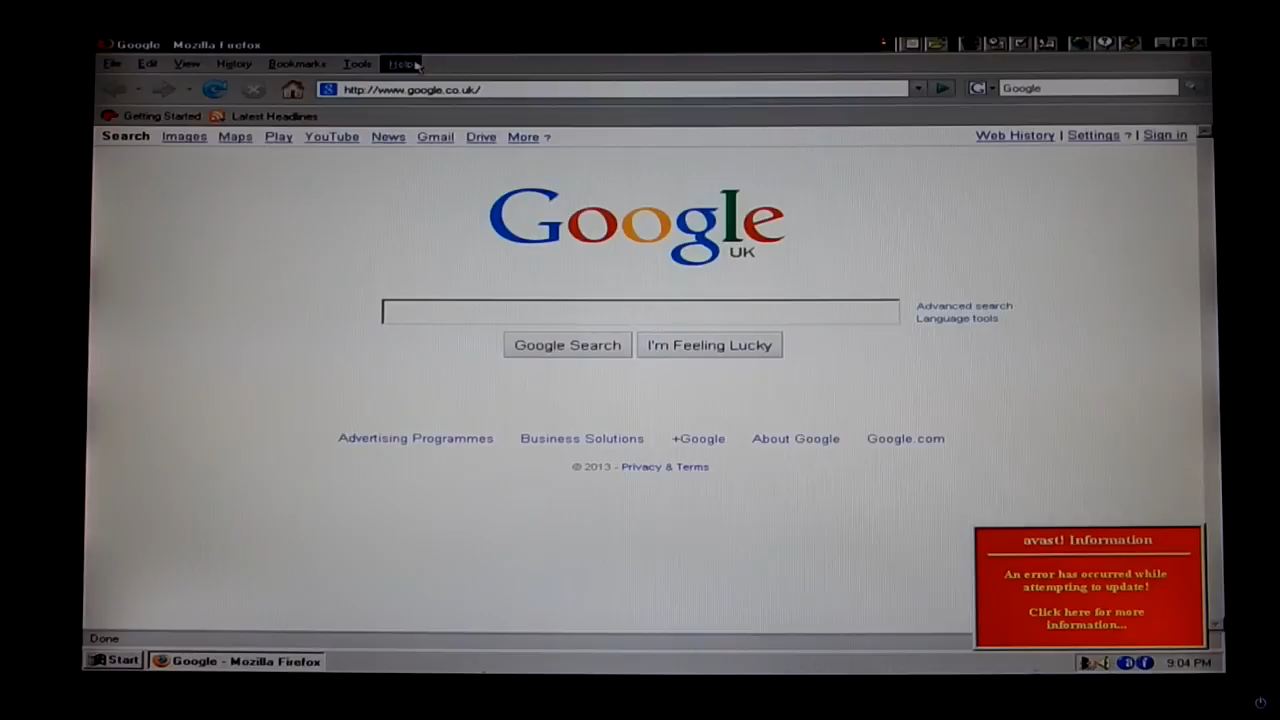 Google - Mozilla Firefox
File Edit View History Bookmarks Tools Help
http://www.google.co.uk/ Google
Getting Started Latest Headlines
Search Images Maps Play YouTube News Gmail Drive More ? Web History | Settings ? | Sign in
Google
UK
Advanced search
Language tools
Google Search I'm Feeling Lucky
Advertising Programmes Business Solutions +Google About Google Google.com
© 2013 - Privacy & Terms
avast! Information
An error has occurred while
attempting to update!
Click here for more
information...
Done
Start Google - Mozilla Firefox 9:04 PM